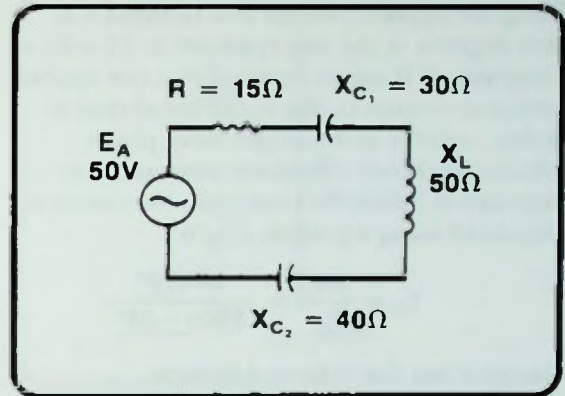 R = 15Ω
X_C₁ = 30Ω
E_A
50V
X_L
50Ω
X_C₂ = 40Ω